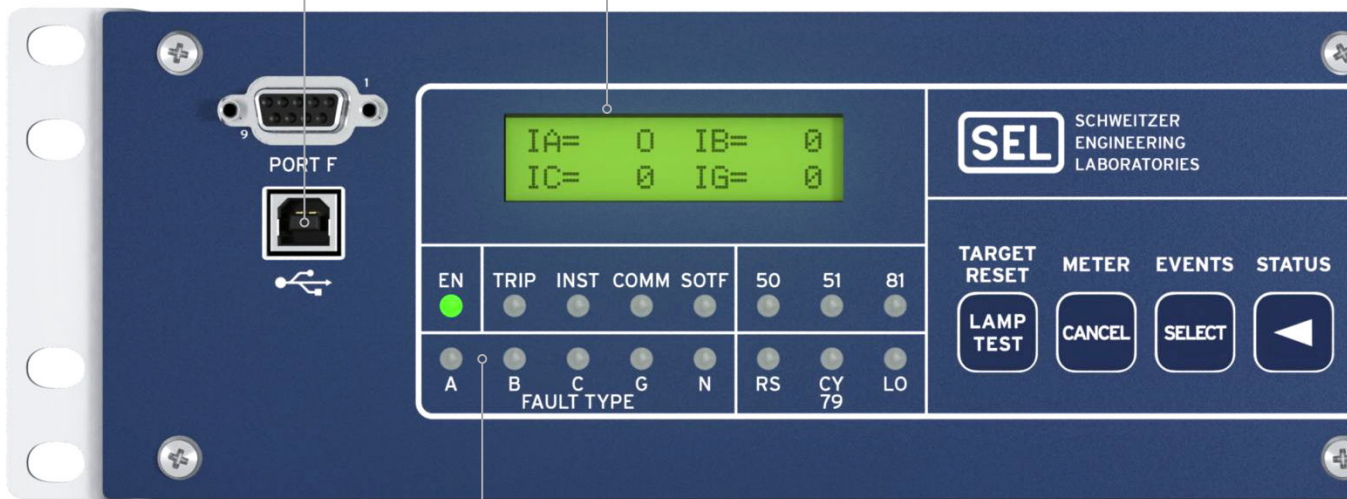 1
9
PORT F
IA= 0 IB= 0
IC= 0 IG= 0
EN TRIP INST COMM SOTF 50 51 81
A B C G N RS CY LO
FAULT TYPE 79
SEL
SCHWEITZER
ENGINEERING
LABORATORIES
TARGET
RESET
METER EVENTS STATUS
LAMP
TEST
CANCEL SELECT